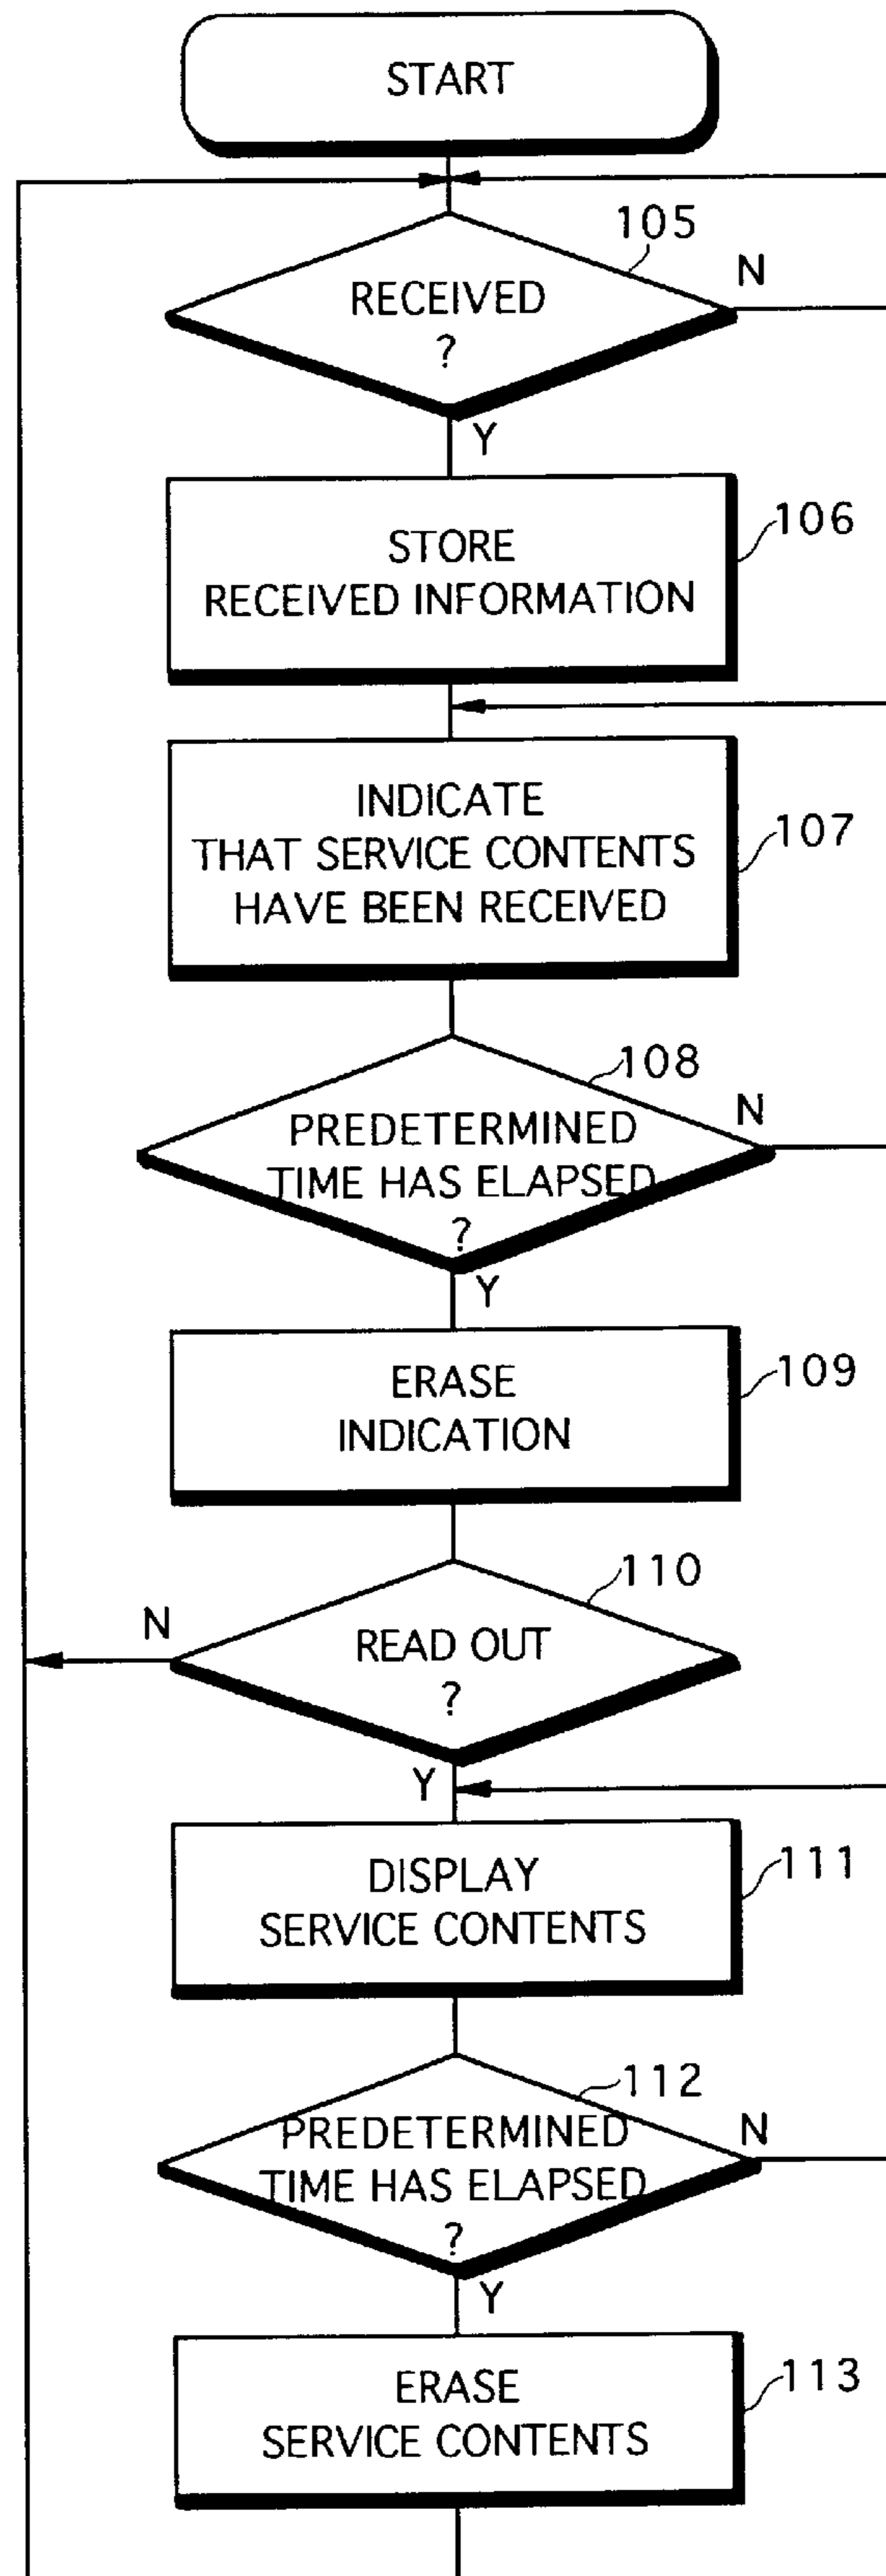 START
105
N
RECEIVED
?
Y
106
STORE
RECEIVED INFORMATION
107
INDICATE
THAT SERVICE CONTENTS
HAVE BEEN RECEIVED
108
N
PREDETERMINED
TIME HAS ELAPSED
?
Y
109
ERASE
INDICATION
110
N
READ OUT
?
Y
111
DISPLAY
SERVICE CONTENTS
112
N
PREDETERMINED
TIME HAS ELAPSED
?
Y
113
ERASE
SERVICE CONTENTS